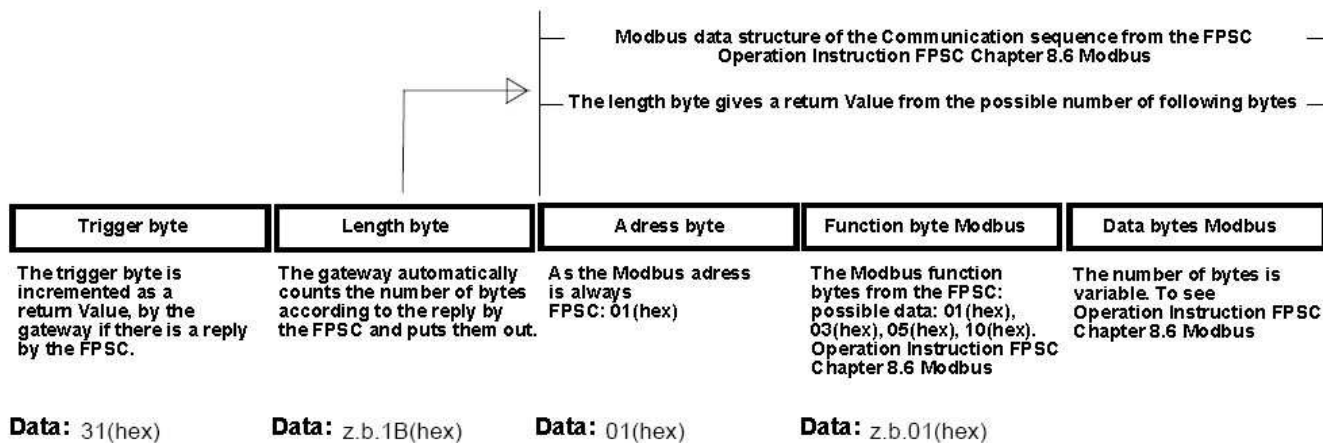 Modbus data structure of the Communication sequence from the FPSC
Operation Instruction FPSC Chapter 8.6 Modbus
The length byte gives a return Value from the possible number of following bytes
Trigger byte
Length byte
Adress byte
Function byte Modbus
Data bytes Modbus
The trigger byte is
incremented as a
return Value, by the
gateway if there is a reply
by the FPSC.
The gateway automatically
counts the number of bytes
according to the reply by
the FPSC and puts them out.
As the Modbus adress
is always
FPSC: 01(hex)
The Modbus function
bytes from the FPSC:
possible data: 01(hex),
03(hex), 05(hex), 10(hex).
Operation Instruction FPSC
Chapter 8.6 Modbus
The number of bytes is
variable. To see
Operation Instruction FPSC
Chapter 8.6 Modbus
Data: 31(hex)
Data: z.b.1B(hex)
Data: 01(hex)
Data: z.b.01(hex)